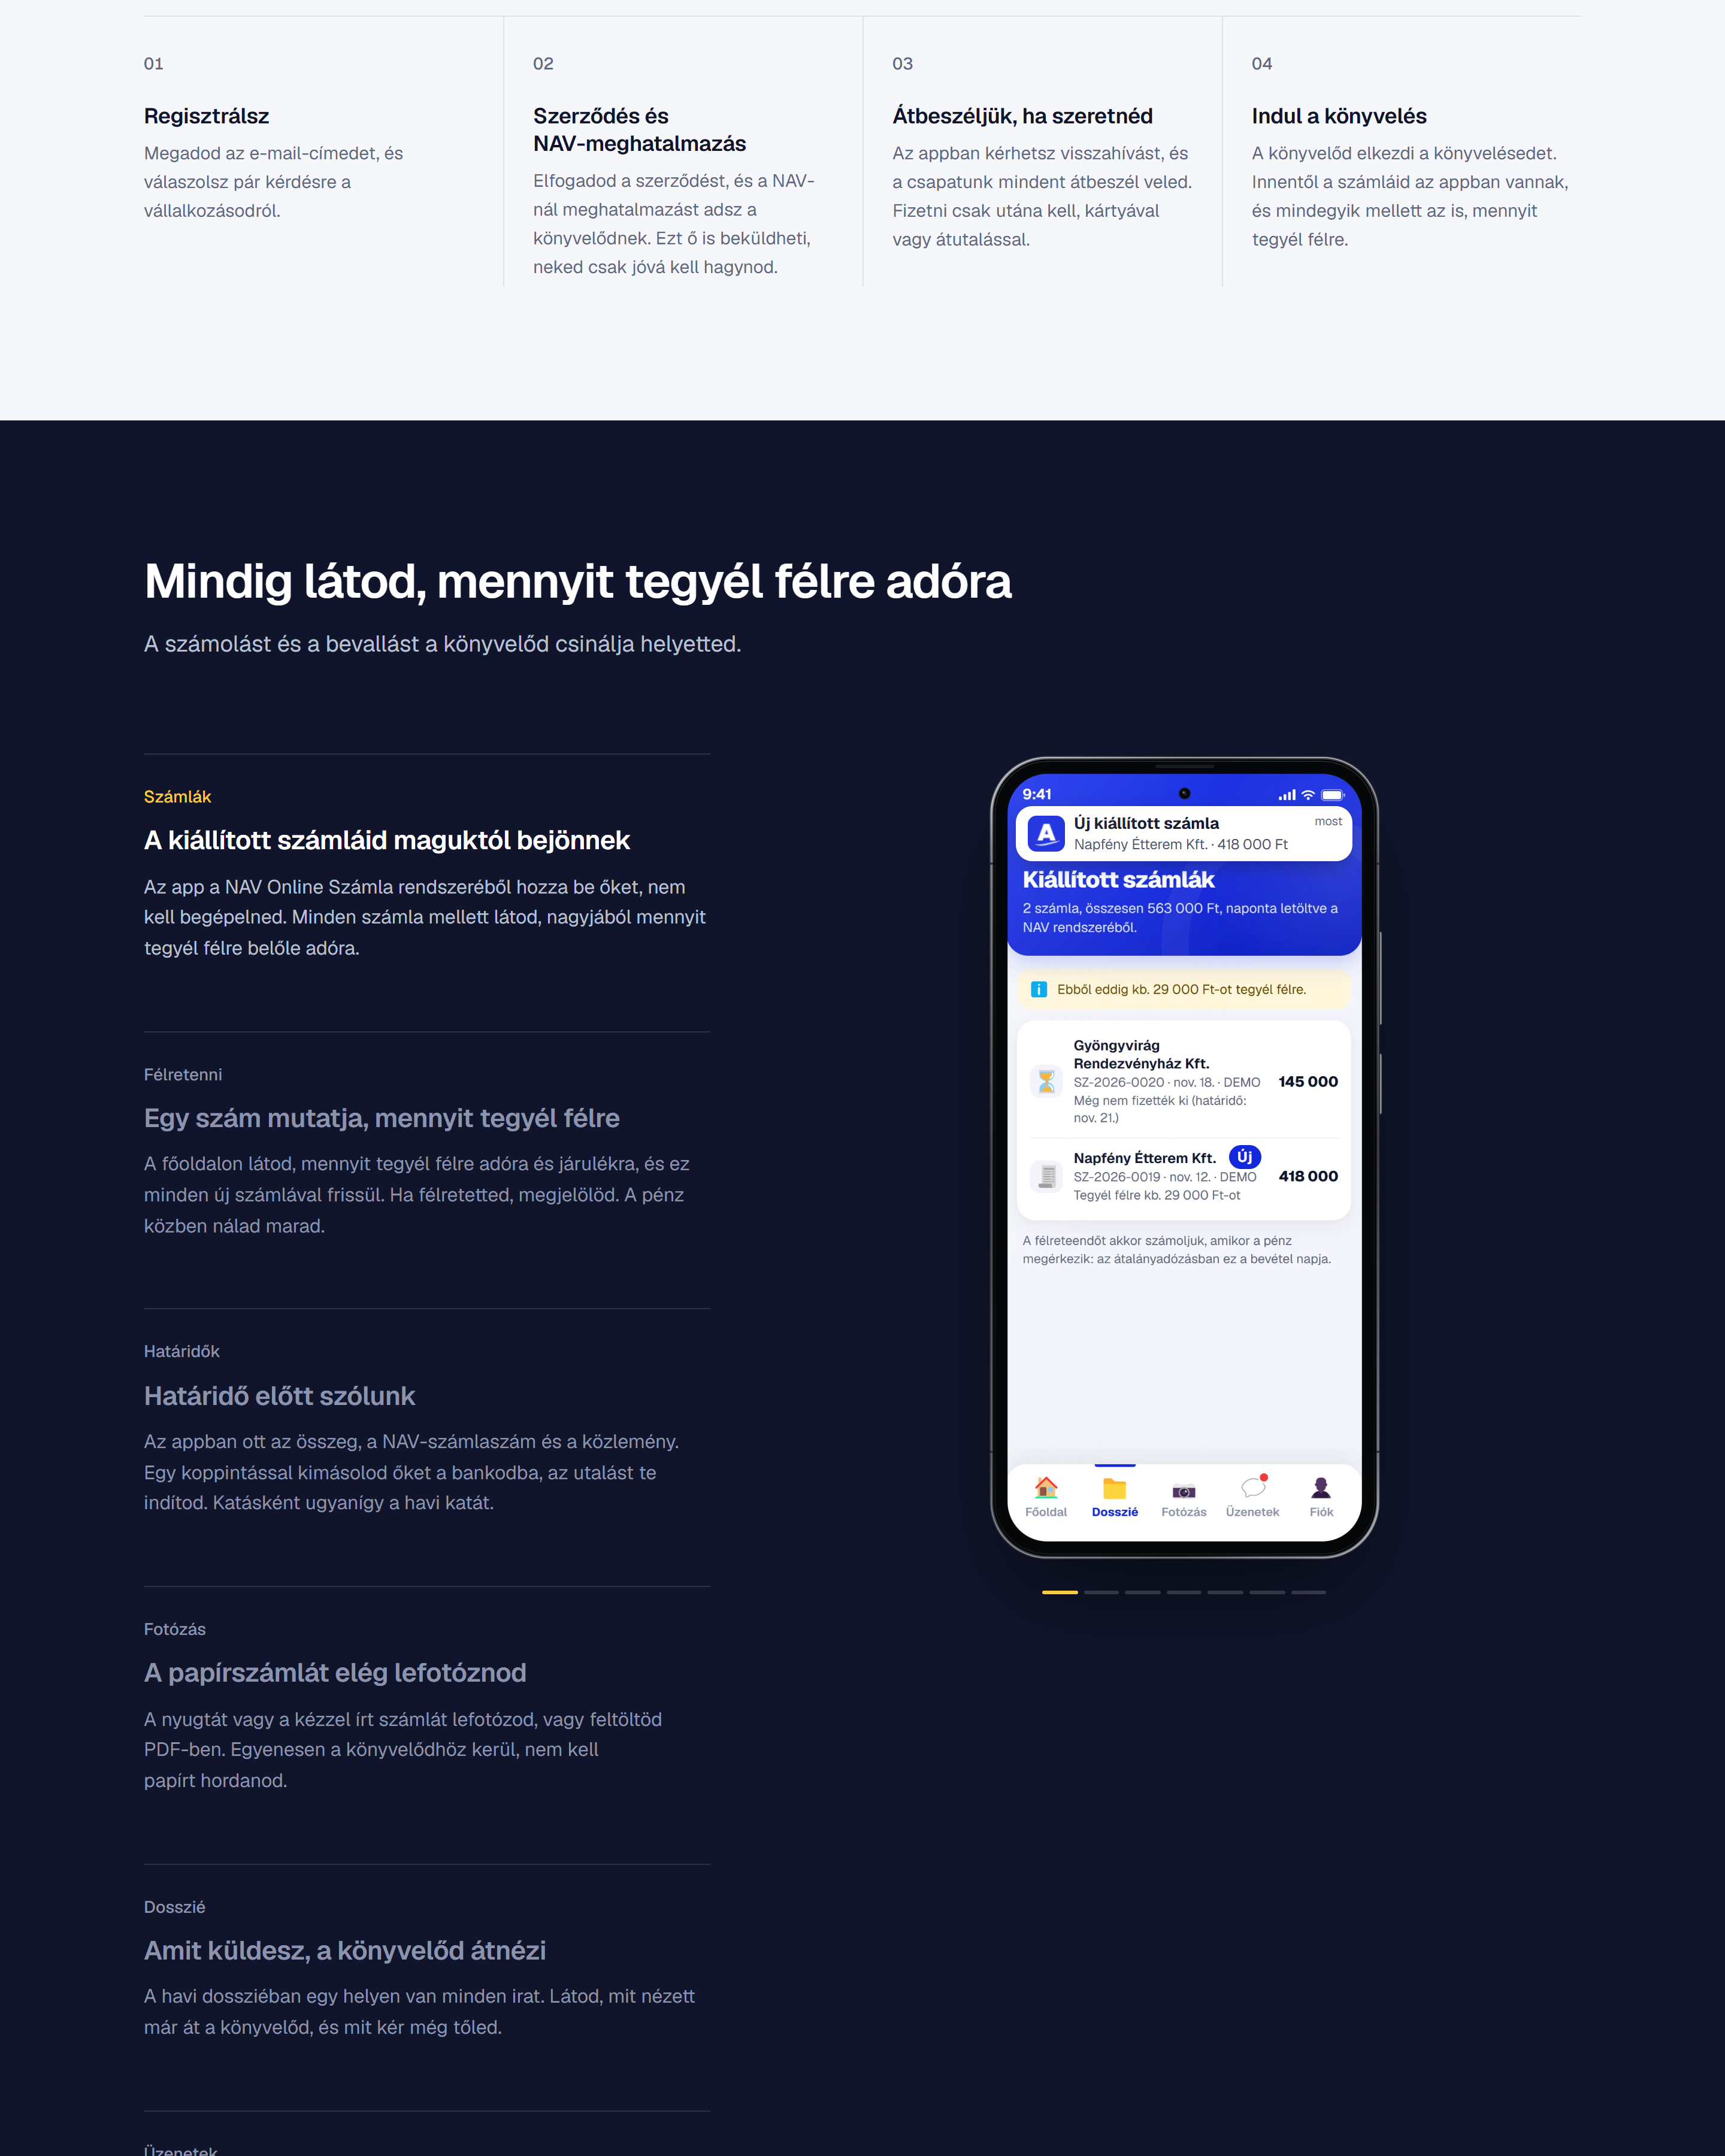 01
Regisztrálsz
Megadod az e-mail-címedet, és
válaszolsz pár kérdésre a
vállalkozásodról.
02
Szerződés és
NAV-meghatalmazás
Elfogadod a szerződést, és a NAV-
nál meghatalmazást adsz a
könyvelődnek. Ezt ő is beküldheti,
neked csak jóvá kell hagynod.
03
Átbeszéljük, ha szeretnéd
Az appban kérhetsz visszahívást, és
a csapatunk mindent átbeszél veled.
Fizetni csak utána kell, kártyával
vagy átutalással.
04
Indul a könyvelés
A könyvelőd elkezdi a könyvelésedet.
Innentől a számláid az appban vannak,
és mindegyik mellett az is, mennyit
tegyél félre.
Mindig látod, mennyit tegyél félre adóra
A számolást és a bevallást a könyvelőd csinálja helyetted.
Számlák
A kiállított számláid maguktól bejönnek
Az app a NAV Online Számla rendszeréből hozza be őket, nem
kell begépelned. Minden számla mellett látod, nagyjából mennyit
tegyél félre belőle adóra.
Félretenni
Egy szám mutatja, mennyit tegyél félre
A főoldalon látod, mennyit tegyél félre adóra és járulékra, és ez
minden új számlával frissül. Ha félretetted, megjelölöd. A pénz
közben nálad marad.
Határidők
Határidő előtt szólunk
Az appban ott az összeg, a NAV-számlaszám és a közlemény.
Egy koppintással kimásolod őket a bankodba, az utalást te
indítod. Katásként ugyanígy a havi katát.
Fotózás
A papírszámlát elég lefotóznod
A nyugtát vagy a kézzel írt számlát lefotózod, vagy feltöltöd
PDF-ben. Egyenesen a könyvelődhöz kerül, nem kell
papírt hordanod.
Dosszié
Amit küldesz, a könyvelőd átnézi
A havi dossziéban egy helyen van minden irat. Látod, mit nézett
már át a könyvelőd, és mit kér még tőled.
Üzenetek
9:41
A
Új kiállított számla
most
Napfény Étterem Kft. · 418 000 Ft
Kiállított számlák
2 számla, összesen 563 000 Ft, naponta letöltve a
NAV rendszeréből.
Ebből eddig kb. 29 000 Ft-ot tegyél félre.
Gyöngyvirág
Rendezvényház Kft.
SZ-2026-0020 · nov. 18. · DEMO
145 000
Még nem fizették ki (határidő:
nov. 21.)
Napfény Étterem Kft.
Új
SZ-2026-0019 · nov. 12. · DEMO
418 000
Tegyél félre kb. 29 000 Ft-ot
A félreteendőt akkor számoljuk, amikor a pénz
megérkezik: az átalányadózásban ez a bevétel napja.
Főoldal
Dosszié
Fotózás
Üzenetek
Fiók